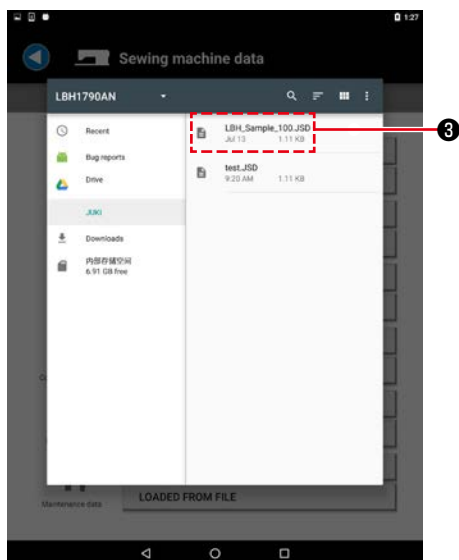 1:27
Sewing machine data
LBH1790AN
Recent
Bug reports
Drive
JUKI
Downloads
内部存储空间
6.91 GB free
LBH_Sample_100.JSD
Jul 13 1.11 KB
test.JSD
9:20 AM 1.11 KB
❸
Maintenance data
LOADED FROM FILE